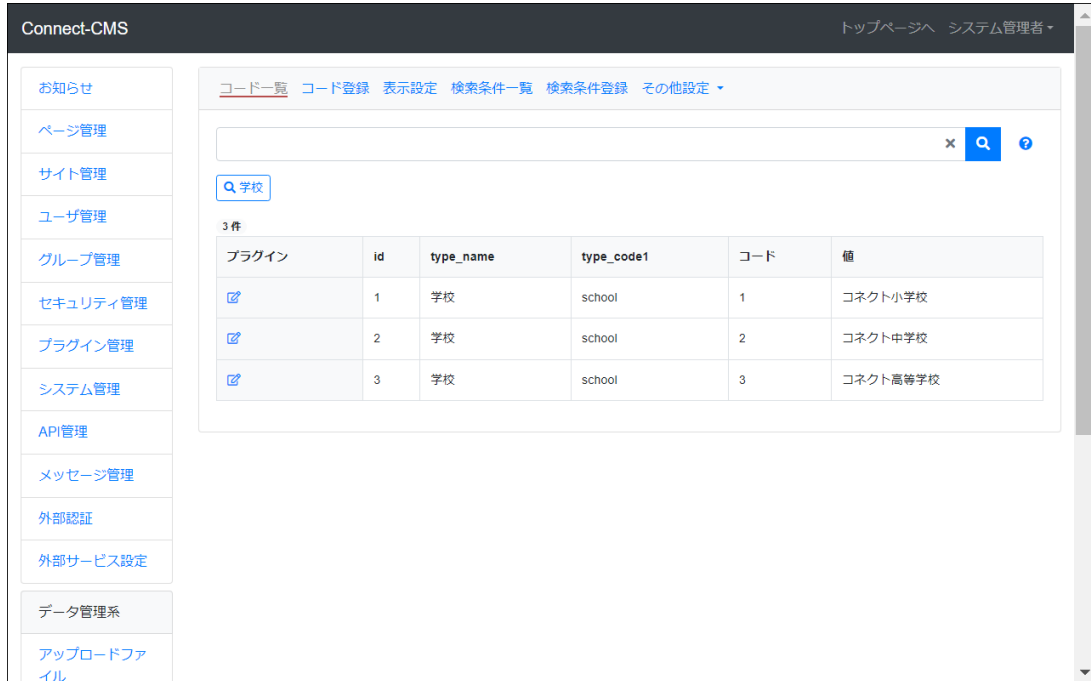 Connect-CMS
トップページへ システム管理者
お知らせ
ページ管理
サイト管理
ユーザ管理
グループ管理
セキュリティ管理
プラグイン管理
システム管理
API管理
メッセージ管理
外部認証
外部サービス設定
データ管理系
アップロードファ
イル
コード一覧 コード登録 表示設定 検索条件一覧 検索条件登録 その他設定
学校
3 件
プラグイン id type_name type_code1 コード 値
1 学校 school 1 コネクト小学校
2 学校 school 2 コネクト中学校
3 学校 school 3 コネクト高等学校